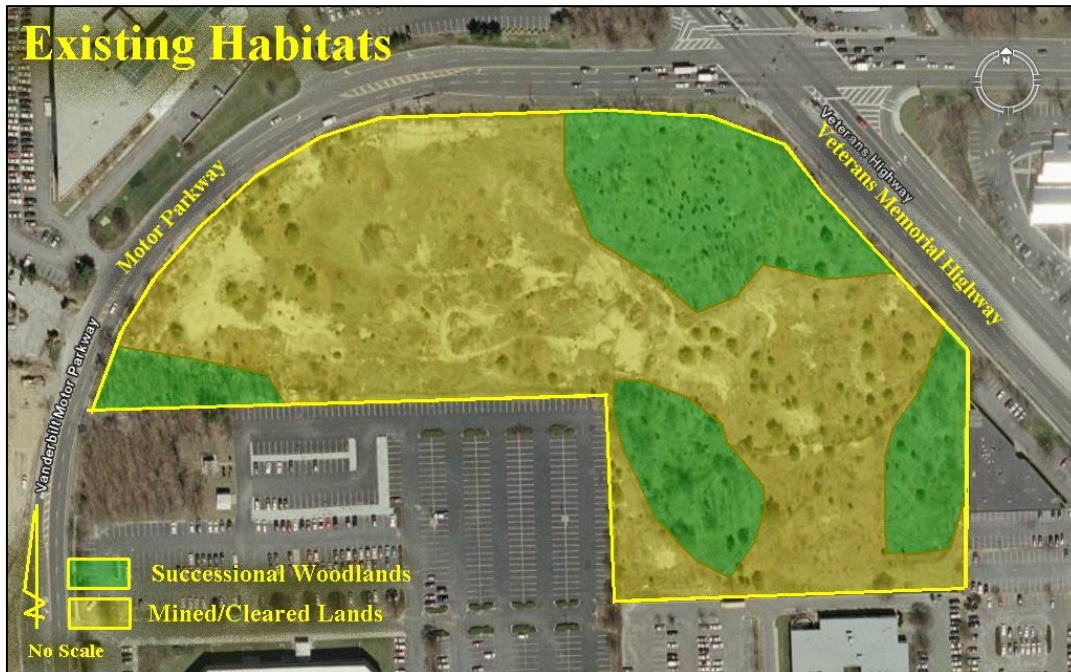 Existing Habitats
N
Veterans Highway
Veterans Memorial Highway
Motor Parkway
Vanderbilt Motor Parkway
Successional Woodlands
Mined/Cleared Lands
No Scale